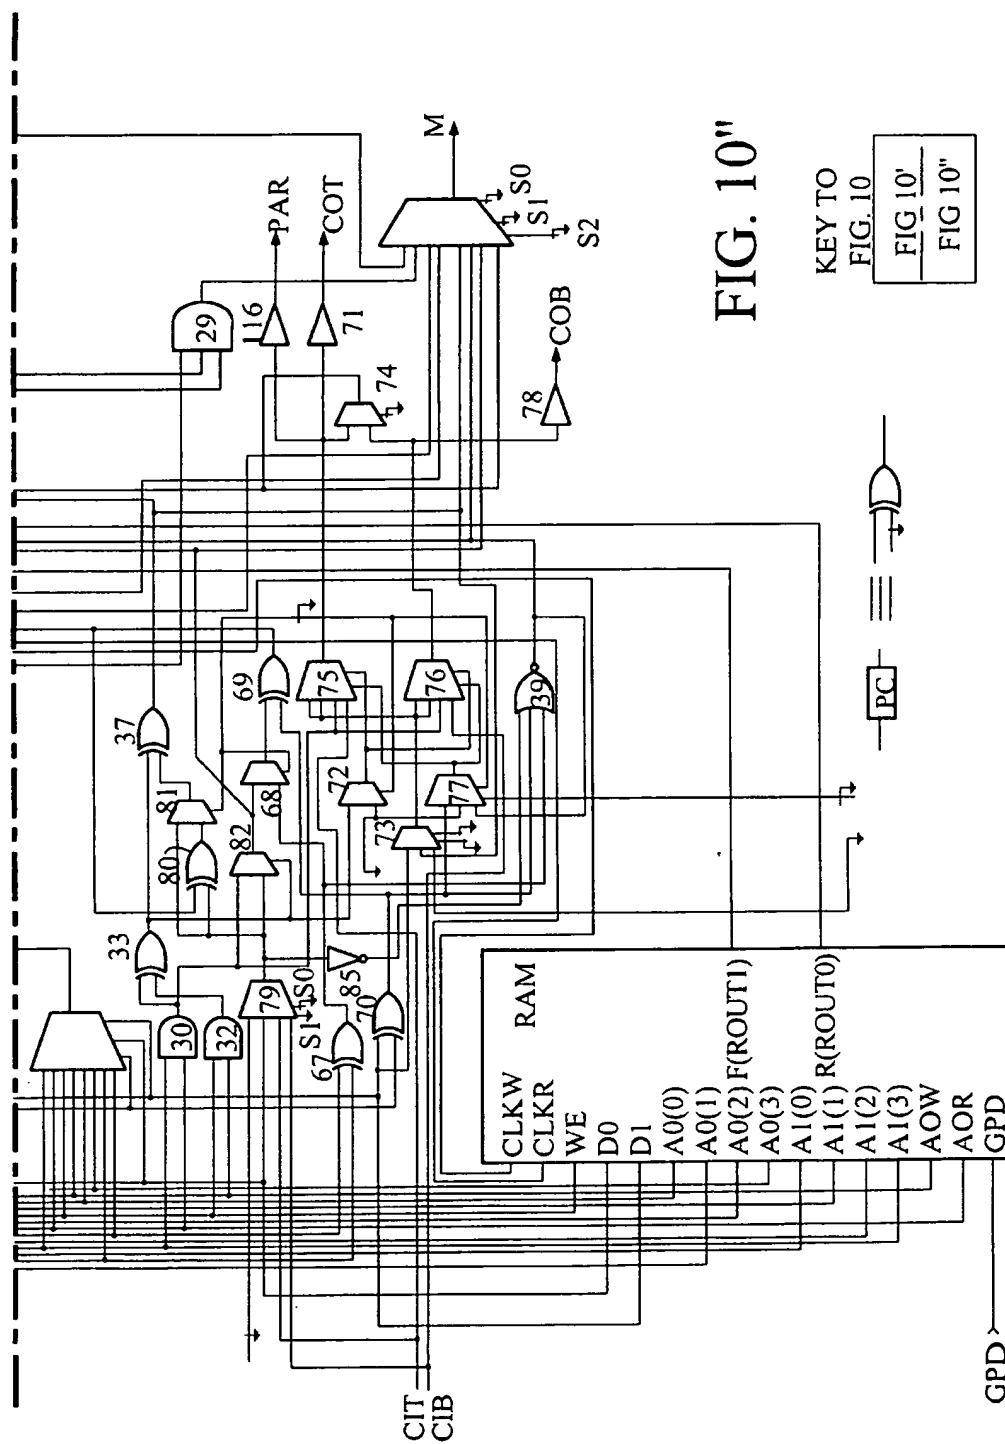 PAR
COT
M
S0
S1
S2
29
116
71
74
78
COB
37
81
80
82
33
30
32
69
68
75
76
72
73
77
39
79
S0
S1
85
67
70
CIT
CIB
RAM
CLKW
CLKR
WE
D0
D1
A0(0)
A0(1)
A0(2)
F(ROUT1)
A0(3)
A1(0)
A1(1)
R(ROUT0)
A1(2)
A1(3)
AOW
AOR
GPD
GPD
PC
FIG. 10"
KEY TO
FIG. 10
FIG 10'
FIG 10"